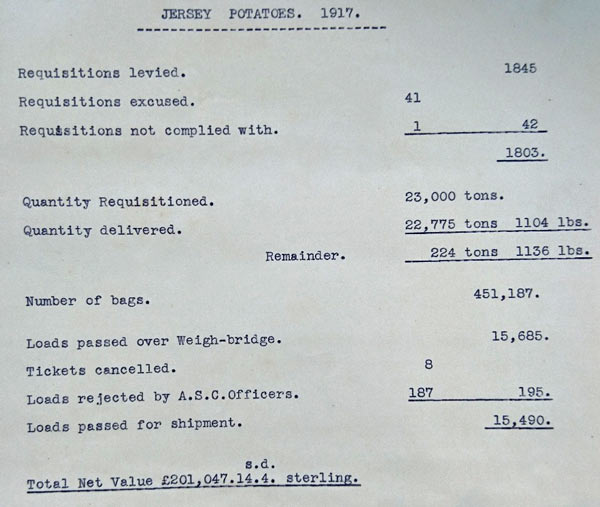 JERSEY POTATOES. 1917.
Requisitions levied. 1845
Requisitions excused. 41
Requisitions not complied with. 1 42
1803.
Quantity Requisitioned. 23,000 tons.
Quantity delivered. 22,775 tons 1104 lbs.
Remainder. 224 tons 1136 lbs.
Number of bags. 451,187.
Loads passed over Weigh-bridge. 15,685.
Tickets cancelled. 8
Loads rejected by A.S.C.Officers. 187 195.
Loads passed for shipment. 15,490.
s.d.
Total Net Value £201,047.14.4. sterling.